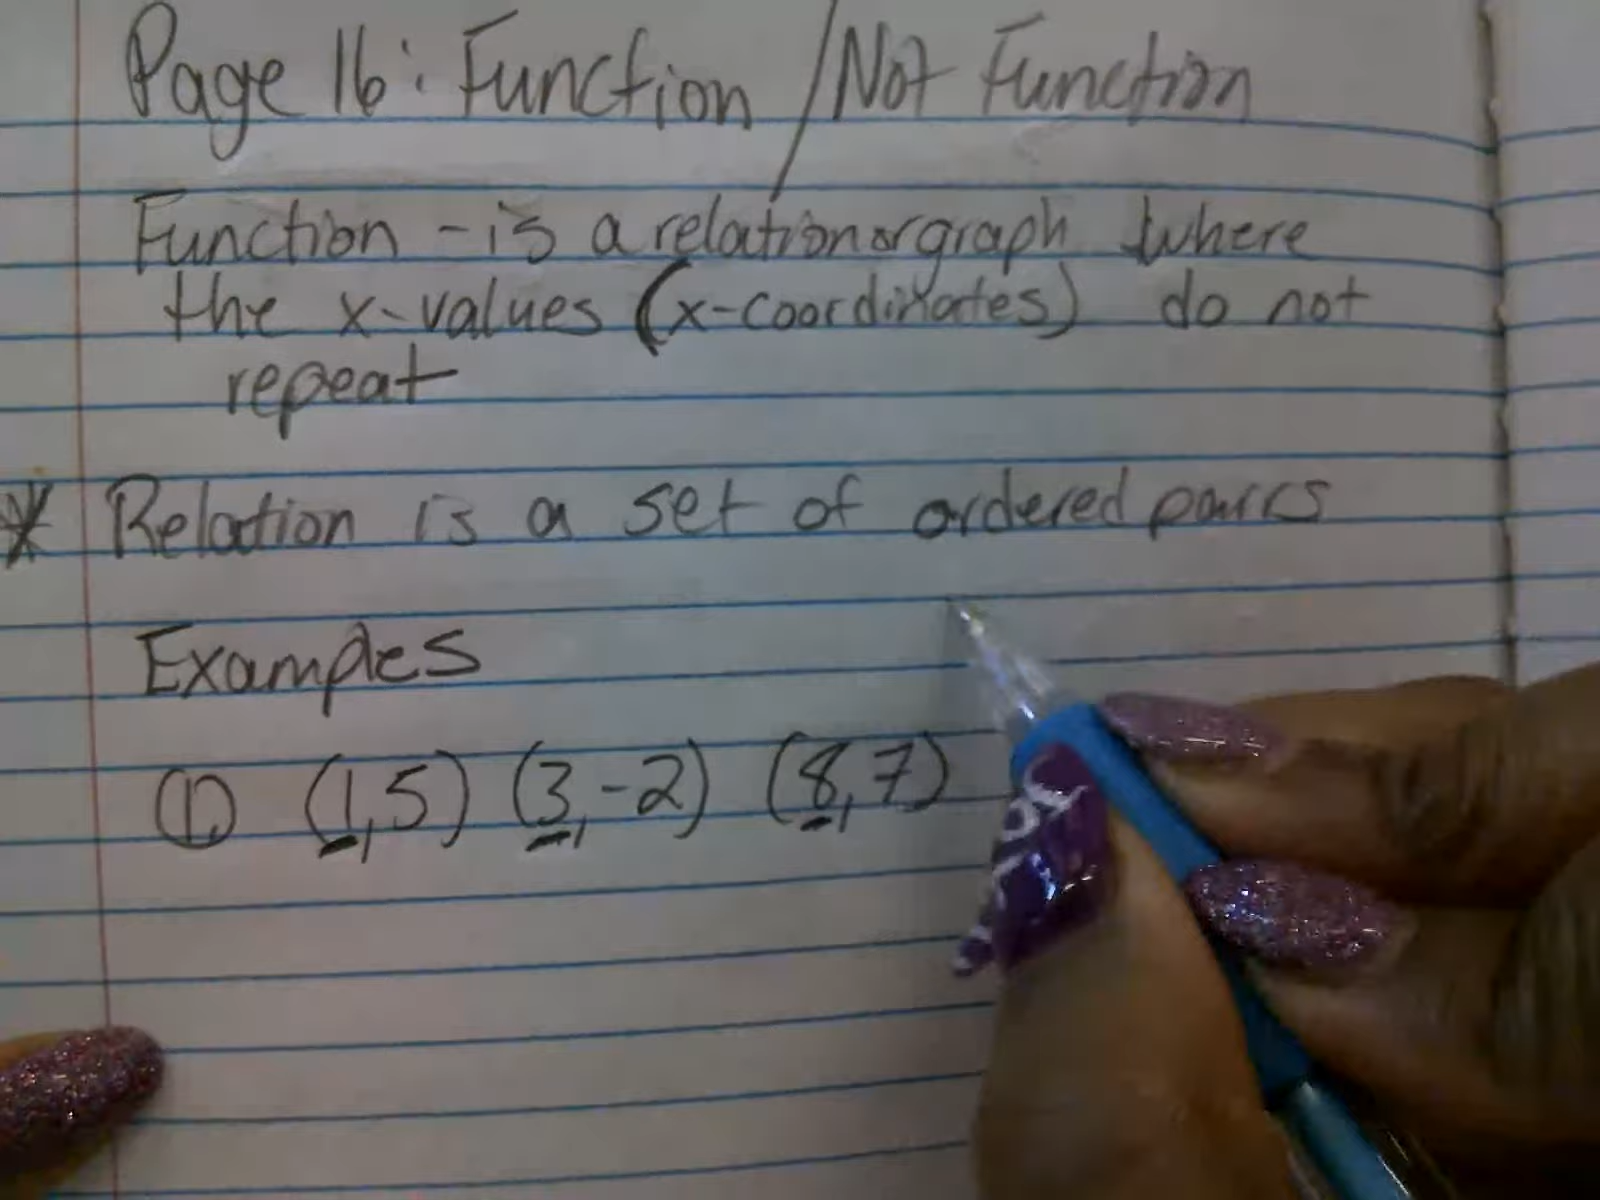 Page 16: Function / Not Function
Function - is a relation or graph where
the x-values (x-coordinates) do not
repeat
* Relation is a set of ordered pairs
Examples
① (1,5) (3,-2) (8,7)